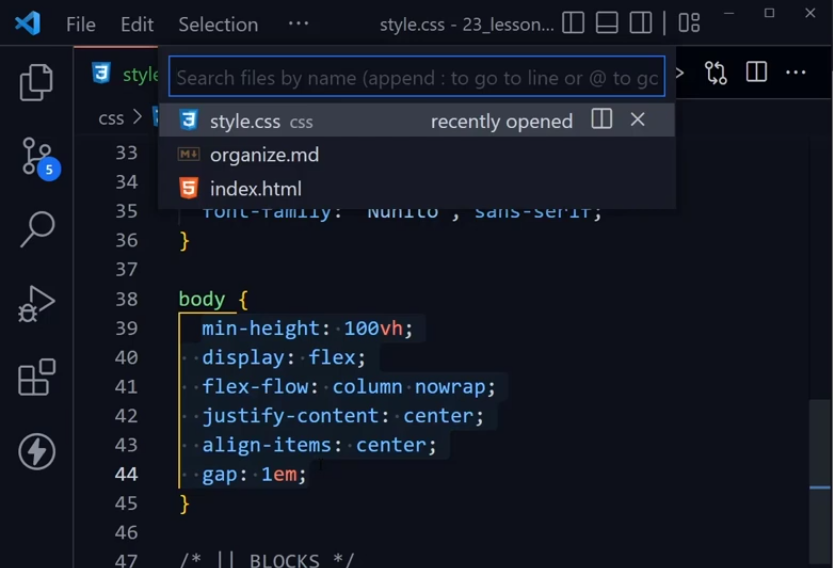 File Edit Selection ··· style.css - 23_lesson...
style
Search files by name (append : to go to line or @ to go
css >
style.css css recently opened
33
organize.md
34
index.html
35 font-family: "Nunito", sans-serif;
5
36 }
37
38 body {
39 min-height: 100vh;
40 display: flex;
41 flex-flow: column nowrap;
42 justify-content: center;
43 align-items: center;
44 gap: 1em;
45 }
46
47 /* || BLOCKS */